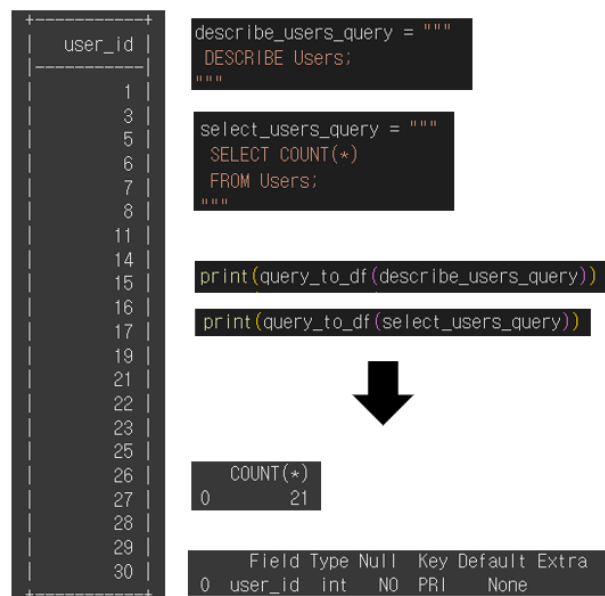 +-----------+
| user_id |
|-----------|
| 1 |
| 3 |
| 5 |
| 6 |
| 7 |
| 8 |
| 11 |
| 14 |
| 15 |
| 16 |
| 17 |
| 19 |
| 21 |
| 22 |
| 23 |
| 25 |
| 26 |
| 27 |
| 28 |
| 29 |
| 30 |
+-----------+
describe_users_query = """
DESCRIBE Users;
"""
select_users_query = """
SELECT COUNT(*)
FROM Users;
"""
print(query_to_df(describe_users_query))
print(query_to_df(select_users_query))
COUNT(*)
0 21
Field Type Null Key Default Extra
0 user_id int NO PRI None